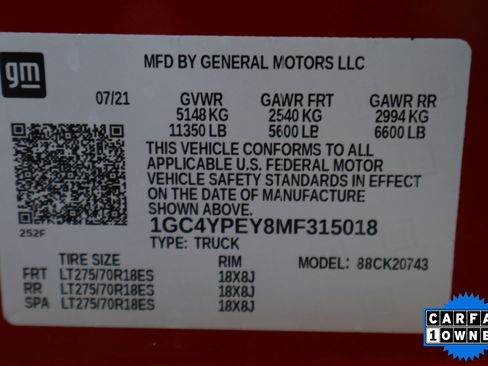 gm
MFD BY GENERAL MOTORS LLC
07/21 GVWR GAWR FRT GAWR RR
5148 KG 2540 KG 2994 KG
11350 LB 5600 LB 6600 LB
THIS VEHICLE CONFORMS TO ALL
APPLICABLE U.S. FEDERAL MOTOR
VEHICLE SAFETY STANDARDS IN EFFECT
ON THE DATE OF MANUFACTURE
SHOWN ABOVE.
252F
1GC4YPEY8MF315018
TYPE: TRUCK
TIRE SIZE RIM MODEL: 88CK20743
FRT LT275/70R18ES 18X8J
RR LT275/70R18ES 18X8J
SPA LT275/70R18ES 18X8J
CARFA
1 OWNE